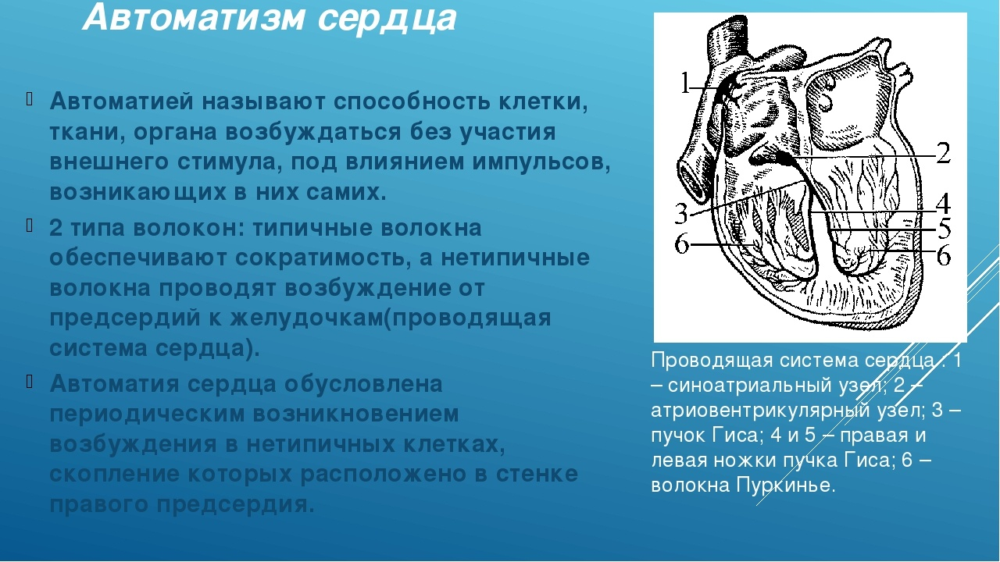 Автоматизм сердца
Автоматией называют способность клетки,
ткани, органа возбуждаться без участия
внешнего стимула, под влиянием импульсов,
возникающих в них самих.
2 типа волокон: типичные волокна
обеспечивают сократимость, а нетипичные
волокна проводят возбуждение от
предсердий к желудочкам(проводящая
система сердца).
Автоматия сердца обусловлена
периодическим возникновением
возбуждения в нетипичных клетках,
скопление которых расположено в стенке
правого предсердия.
1
2
3
4
5
6
6
Проводящая система сердца : 1
– синоатриальный узел; 2 –
атриовентрикулярный узел; 3 –
пучок Гиса; 4 и 5 – правая и
левая ножки пучка Гиса; 6 –
волокна Пуркинье.